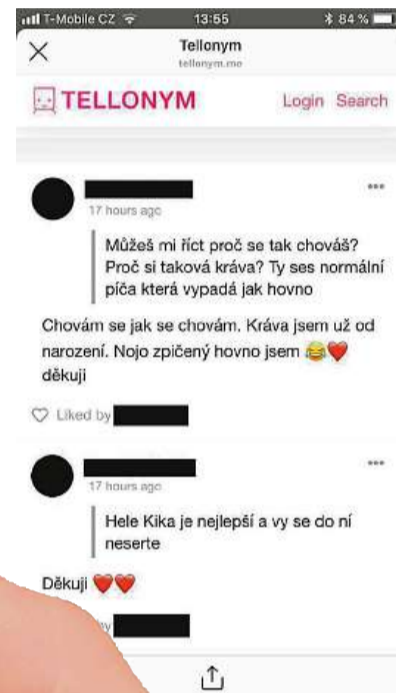 T-Mobile CZ 13:55 84 %
Tellonym
tellonym.me
TELLONYM Login Search
17 hours ago
Můžeš mi říct proč se tak chováš?
Proč si taková kráva? Ty ses normální
píča která vypadá jak hovno
Chovám se jak se chovám. Kráva jsem už od
narození. Nojo zpičený hovno jsem 😂❤️
děkuji
Liked by
17 hours ago
Hele Kika je nejlepší a vy se do ní
neserte
Děkuji ❤️❤️